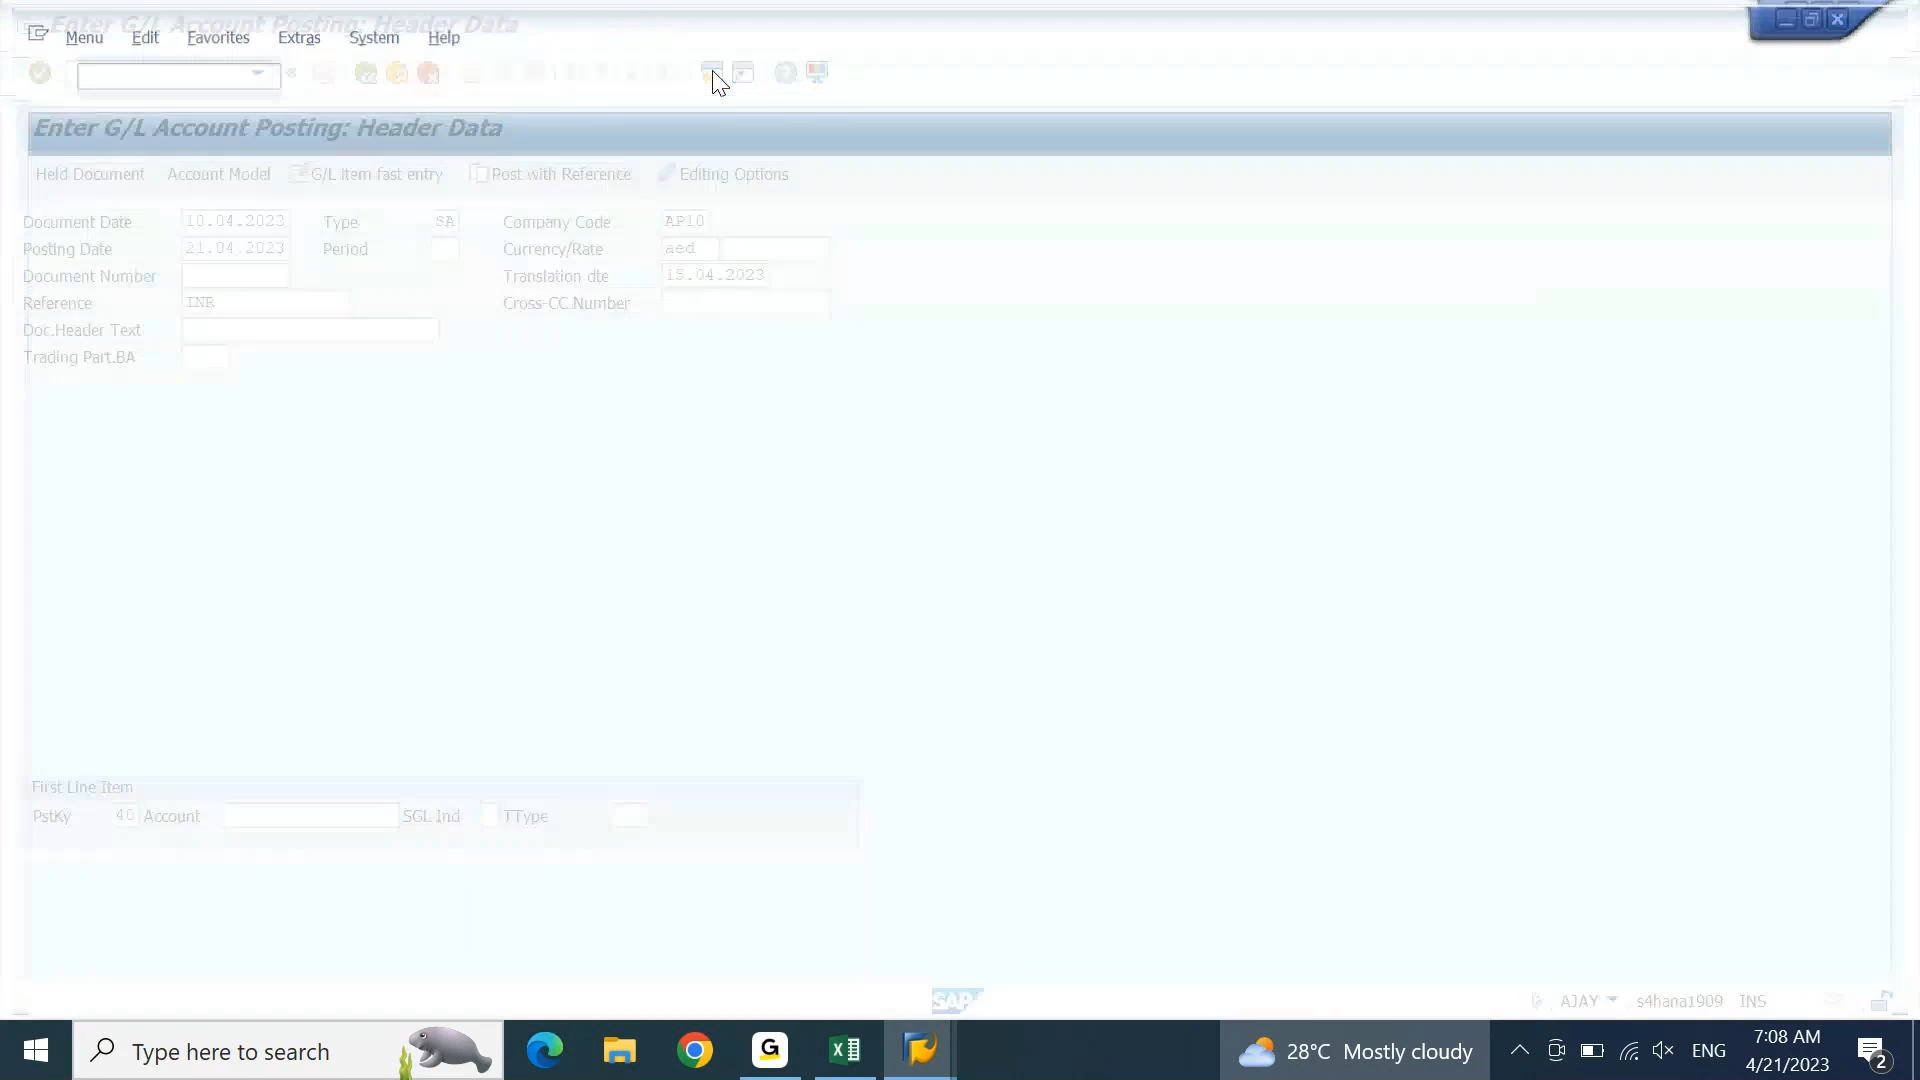 Enter G/L Account Posting: Header Data
Menu Edit Favorites Extras System Help
Enter G/L Account Posting: Header Data
Held Document Account Model G/L item fast entry Post with Reference Editing Options
Document Date 10.04.2023 Type SA Company Code AP10
Posting Date 21.04.2023 Period Currency/Rate aed
Document Number Translation dte 15.04.2023
Reference INR Cross-CC Number
Doc.Header Text
Trading Part.BA
First Line Item
PstKy 40 Account SGL Ind TType
SAP
AJAY s4hana1909 INS
Type here to search G 28°C Mostly cloudy ENG 7:08 AM
4/21/2023 2